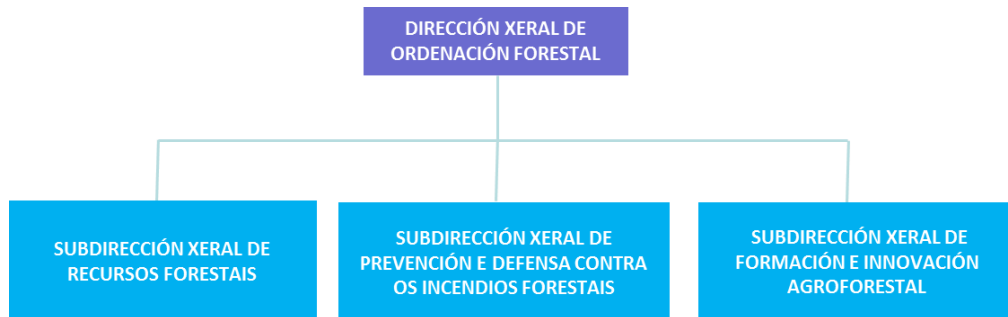 DIRECCIÓN XERAL DE
ORDENACIÓN FORESTAL
SUBDIRECCIÓN XERAL DE
RECURSOS FORESTAIS
SUBDIRECCIÓN XERAL DE
PREVENCIÓN E DEFENSA CONTRA
OS INCENDIOS FORESTAIS
SUBDIRECCIÓN XERAL DE
FORMACIÓN E INNOVACIÓN
AGROFORESTAL